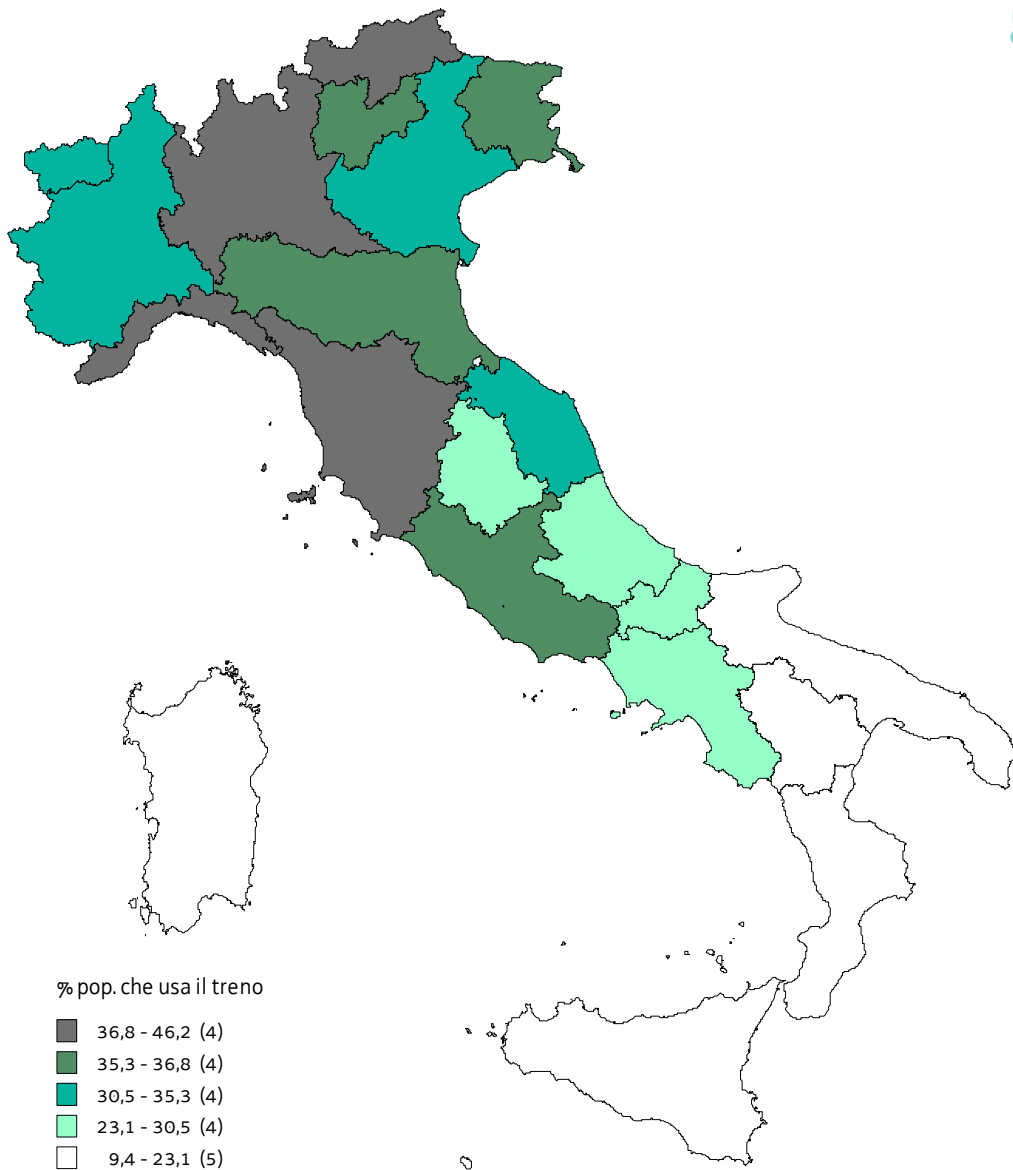 % pop. che usa il treno
36,8 - 46,2 (4)
35,3 - 36,8 (4)
30,5 - 35,3 (4)
23,1 - 30,5 (4)
9,4 - 23,1 (5)